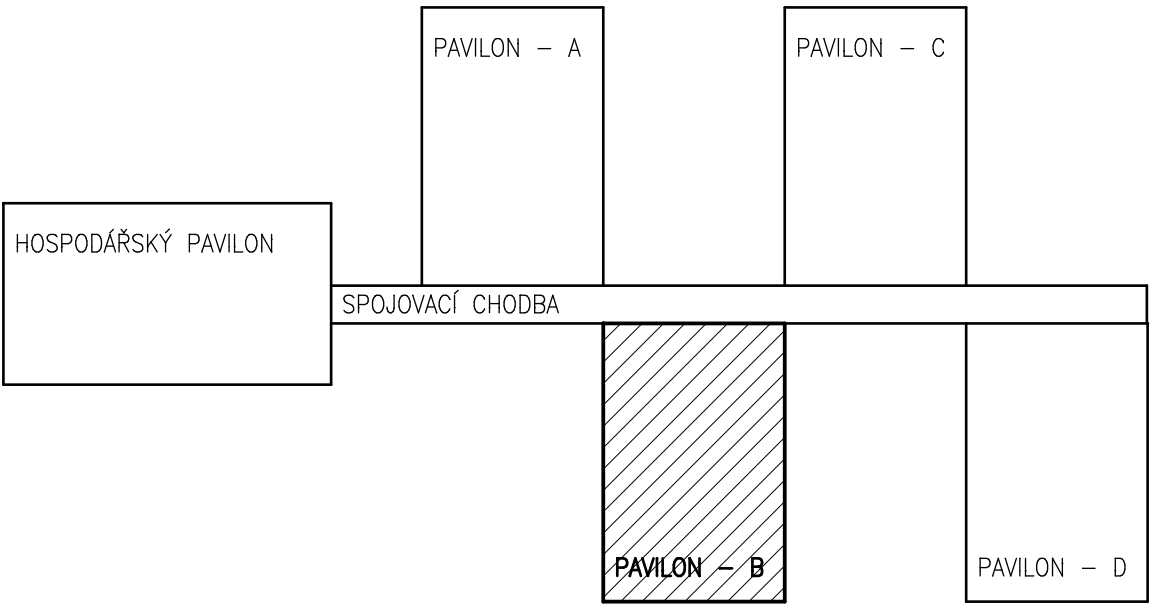 PAVILON - A
PAVILON - C
HOSPODÁŘSKÝ PAVILON
SPOJOVACÍ CHODBA
PAVILON - B
PAVILON - D